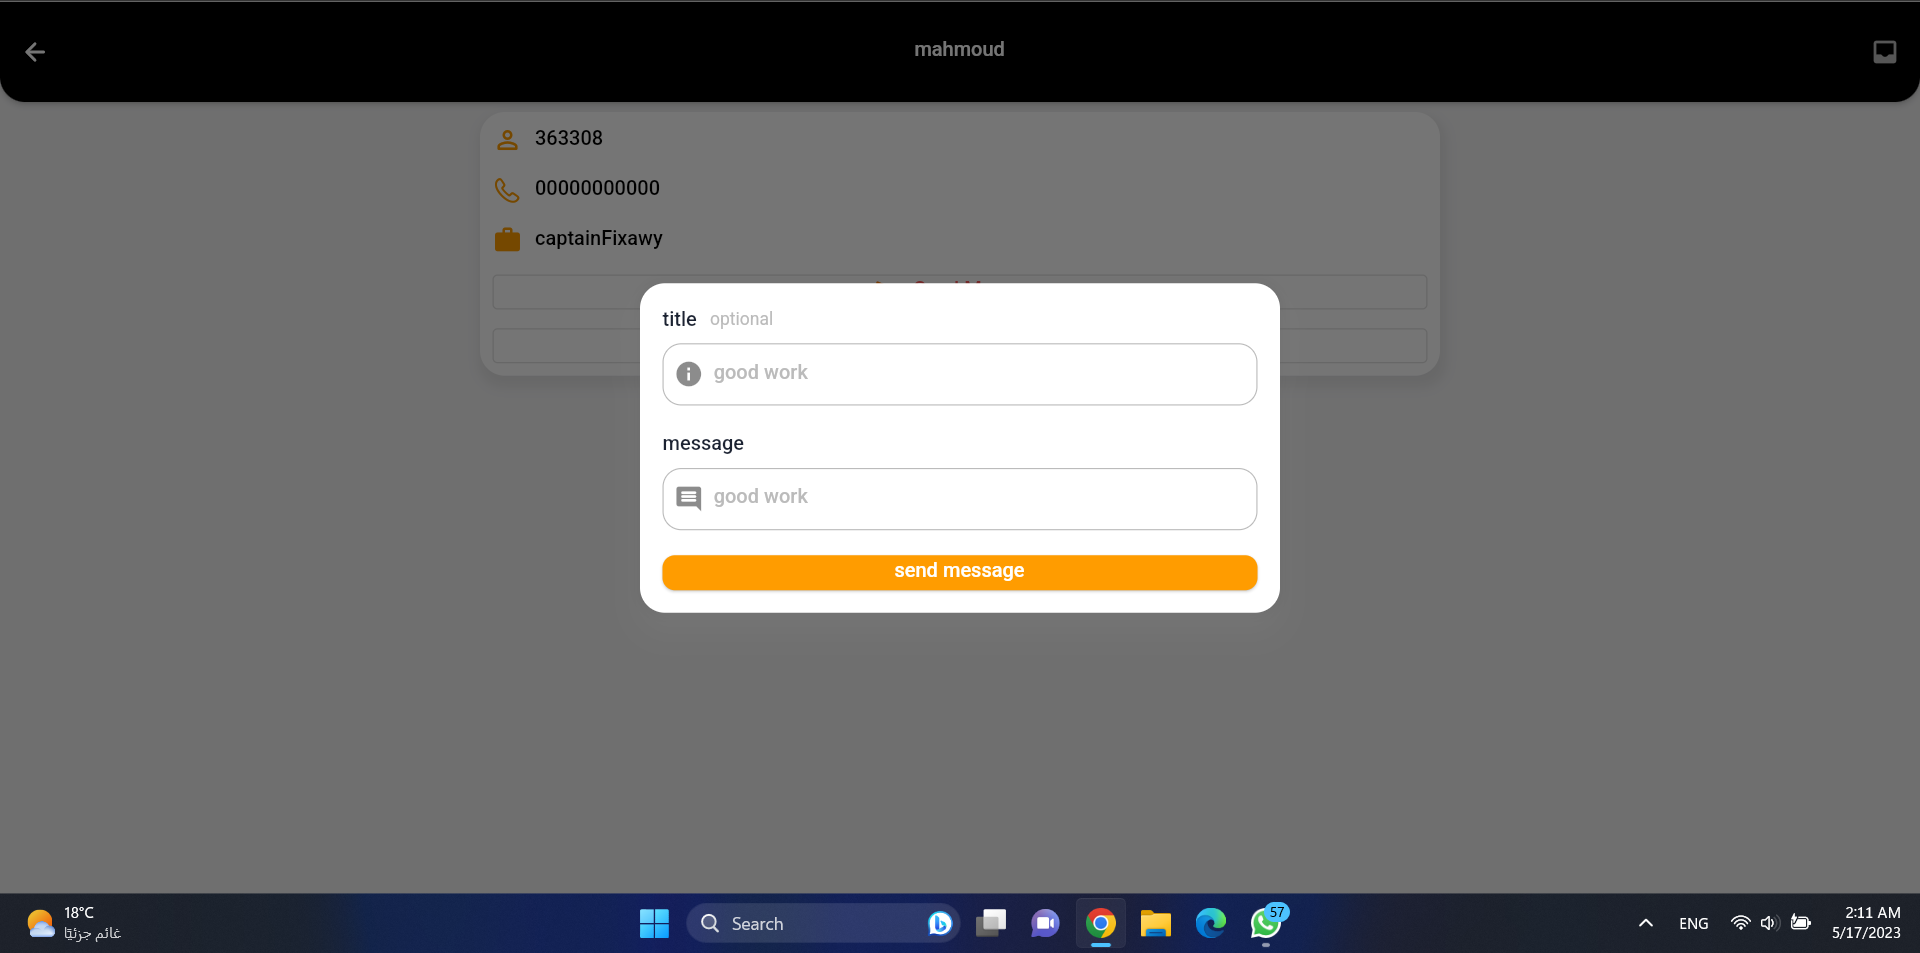 mahmoud
363308
00000000000
captainFixawy
title optional
good work
message
good work
send message
18°C
غائم جزئيًا
Search
57
ENG
2:11 AM
5/17/2023